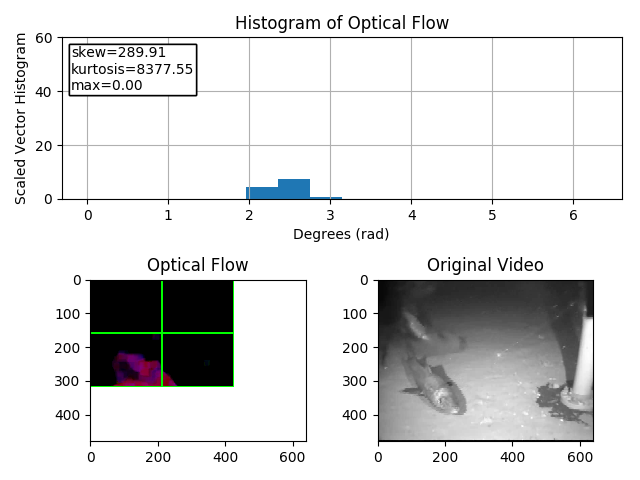 Histogram of Optical Flow
skew=289.91
kurtosis=8377.55
max=0.00
Scaled Vector Histogram
60
40
20
0
0 1 2 3 4 5 6
Degrees (rad)
Optical Flow
0
100
200
300
400
0 200 400 600
Original Video
0
100
200
300
400
0 200 400 600